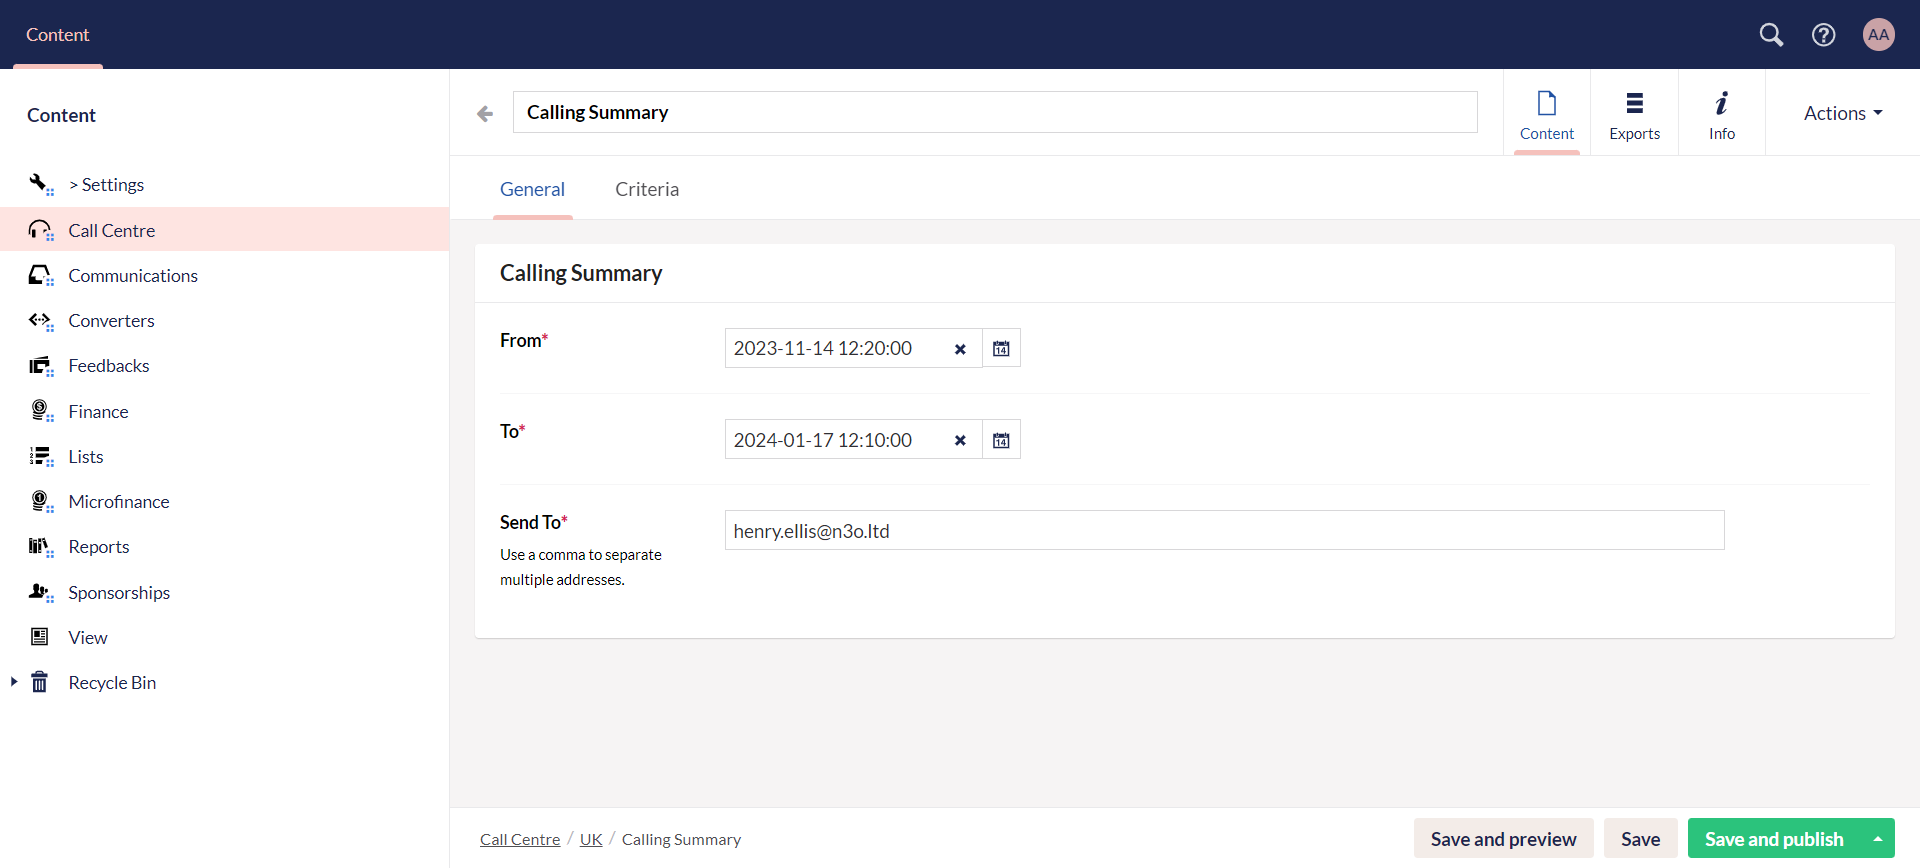 Content
AA
Content
> Settings
Call Centre
Communications
Converters
Feedbacks
Finance
Lists
Microfinance
Reports
Sponsorships
View
Recycle Bin
Calling Summary
Content
Exports
Info
Actions
General
Criteria
Calling Summary
From*
2023-11-14 12:20:00
14
To*
2024-01-17 12:10:00
14
Send To*
Use a comma to separate
multiple addresses.
henry.ellis@n3o.ltd
Call Centre / UK / Calling Summary
Save and preview
Save
Save and publish